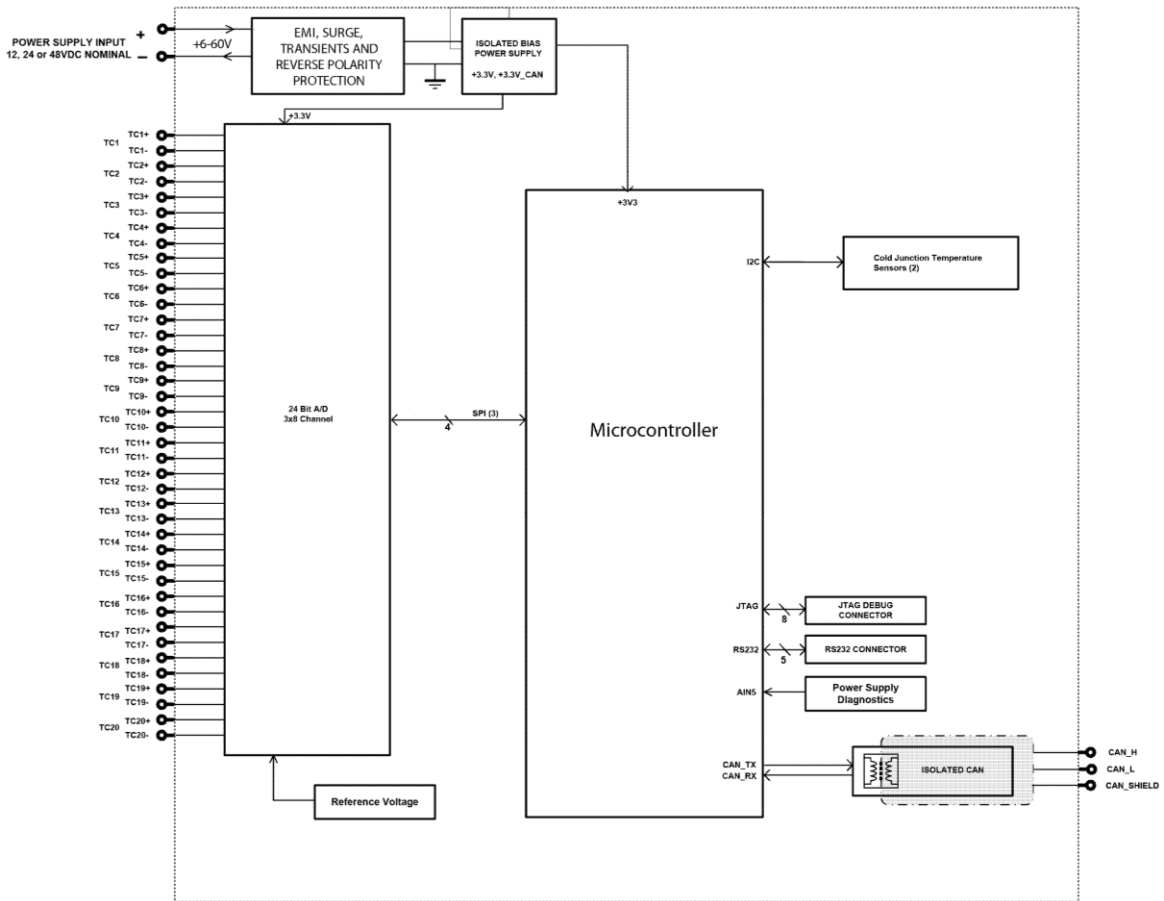 POWER SUPPLY INPUT
12, 24 or 48VDC NOMINAL
+
−
+6-60V
EMI, SURGE,
TRANSIENTS AND
REVERSE POLARITY
PROTECTION
ISOLATED BIAS
POWER SUPPLY
+3.3V, +3.3V_CAN
+3.3V
TC1
TC1+
TC1-
TC2
TC2+
TC2-
TC3
TC3+
TC3-
TC4
TC4+
TC4-
TC5
TC5+
TC5-
TC6
TC6+
TC6-
TC7
TC7+
TC7-
TC8
TC8+
TC8-
TC9
TC9+
TC9-
TC10
TC10+
TC10-
TC11
TC11+
TC11-
TC12
TC12+
TC12-
TC13
TC13+
TC13-
TC14
TC14+
TC14-
TC15
TC15+
TC15-
TC16
TC16+
TC16-
TC17
TC17+
TC17-
TC18
TC18+
TC18-
TC19
TC19+
TC19-
TC20
TC20+
TC20-
24 Bit A/D
3x8 Channel
Reference Voltage
SPI (3)
4
+3V3
Microcontroller
I2C
Cold Junction Temperature
Sensors (2)
JTAG
8
JTAG DEBUG
CONNECTOR
RS232
5
RS232 CONNECTOR
AIN5
Power Supply
Diagnostics
CAN_TX
CAN_RX
ISOLATED CAN
CAN_H
CAN_L
CAN_SHIELD